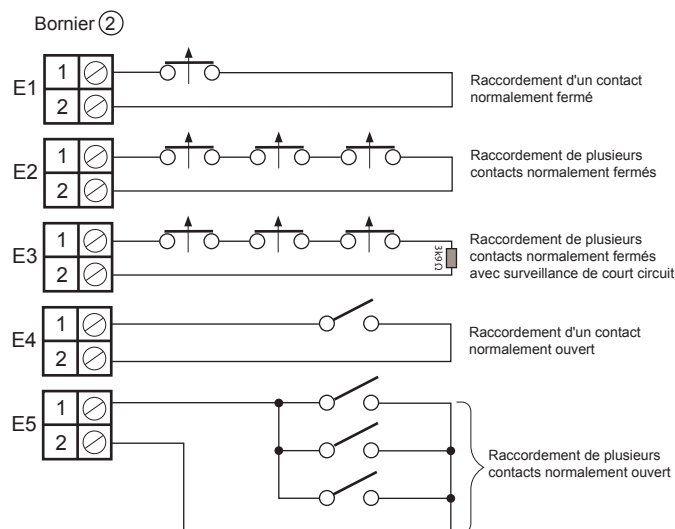 Bornier 2
E1
1
2
Raccordement d'un contact
normalement fermé
E2
1
2
Raccordement de plusieurs
contacts normalement fermés
E3
1
2
3K9Ω
Raccordement de plusieurs
contacts normalement fermés
avec surveillance de court circuit
E4
1
2
Raccordement d'un contact
normalement ouvert
E5
1
2
Raccordement de plusieurs
contacts normalement ouvert